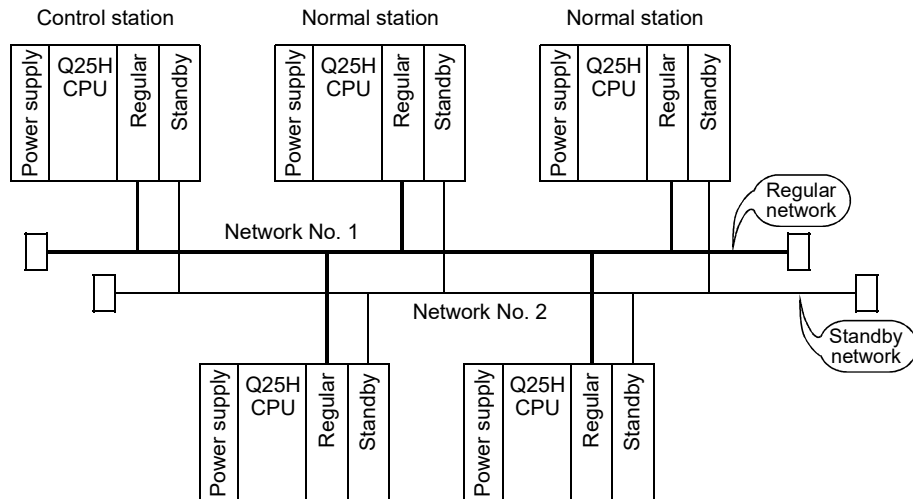 Control station
Normal station
Normal station
Power supply
Q25H
CPU
Regular
Standby
Power supply
Q25H
CPU
Regular
Standby
Power supply
Q25H
CPU
Regular
Standby
Regular
network
Network No. 1
Network No. 2
Standby
network
Power supply
Q25H
CPU
Regular
Standby
Power supply
Q25H
CPU
Regular
Standby